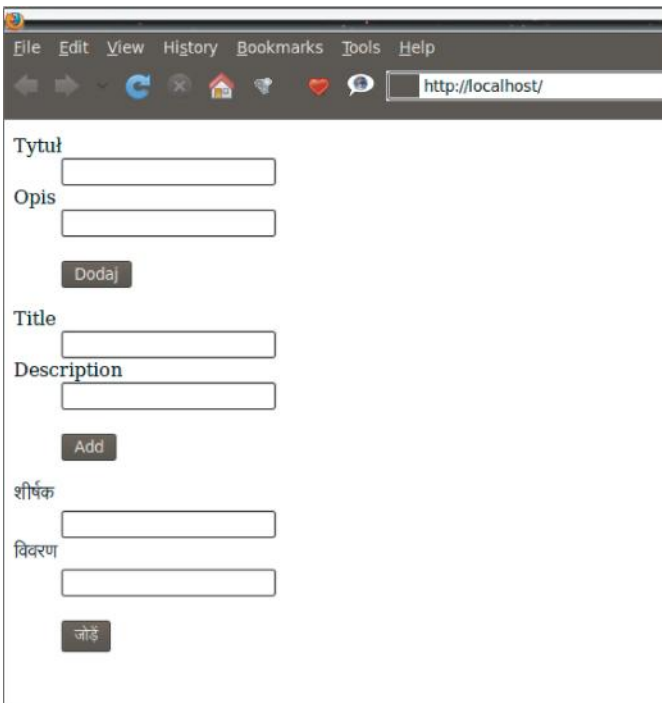 File Edit View History Bookmarks Tools Help
http://localhost/
Tytuł
Opis
Dodaj
Title
Description
Add
शीर्षक
विवरण
जोड़ें